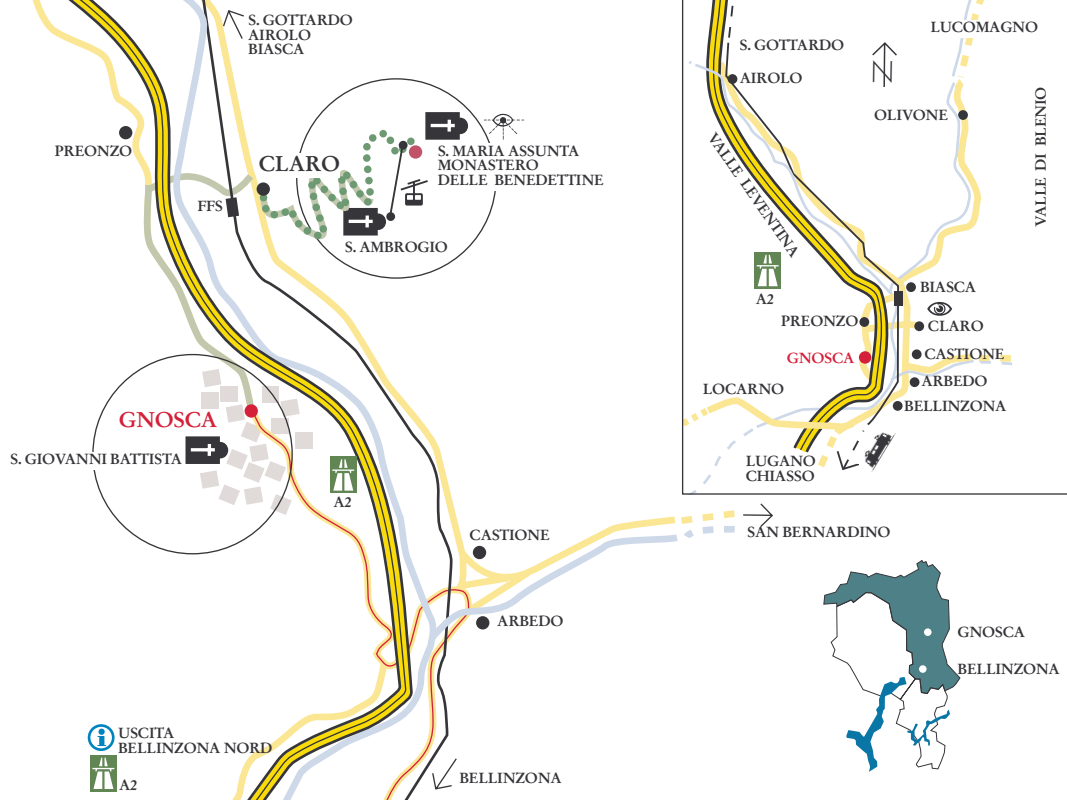 S. GOTTARDO
AIROLO
BIASCA
PREONZO
CLARO
S. MARIA ASSUNTA
MONASTERO
DELLE BENEDETTINE
FFS
S. AMBROGIO
GNOSCA
S. GIOVANNI BATTISTA
A2
CASTIONE
SAN BERNARDINO
ARBEDO
USCITA
BELLINZONA NORD
A2
BELLINZONA
LUCOMAGNO
S. GOTTARDO
N
AIROLO
OLIVONE
VALLE DI BLENIO
VALLE LEVENTINA
A2
BIASCA
PREONZO
CLARO
GNOSCA
CASTIONE
ARBEDO
LOCARNO
BELLINZONA
LUGANO
CHIASSO
GNOSCA
BELLINZONA